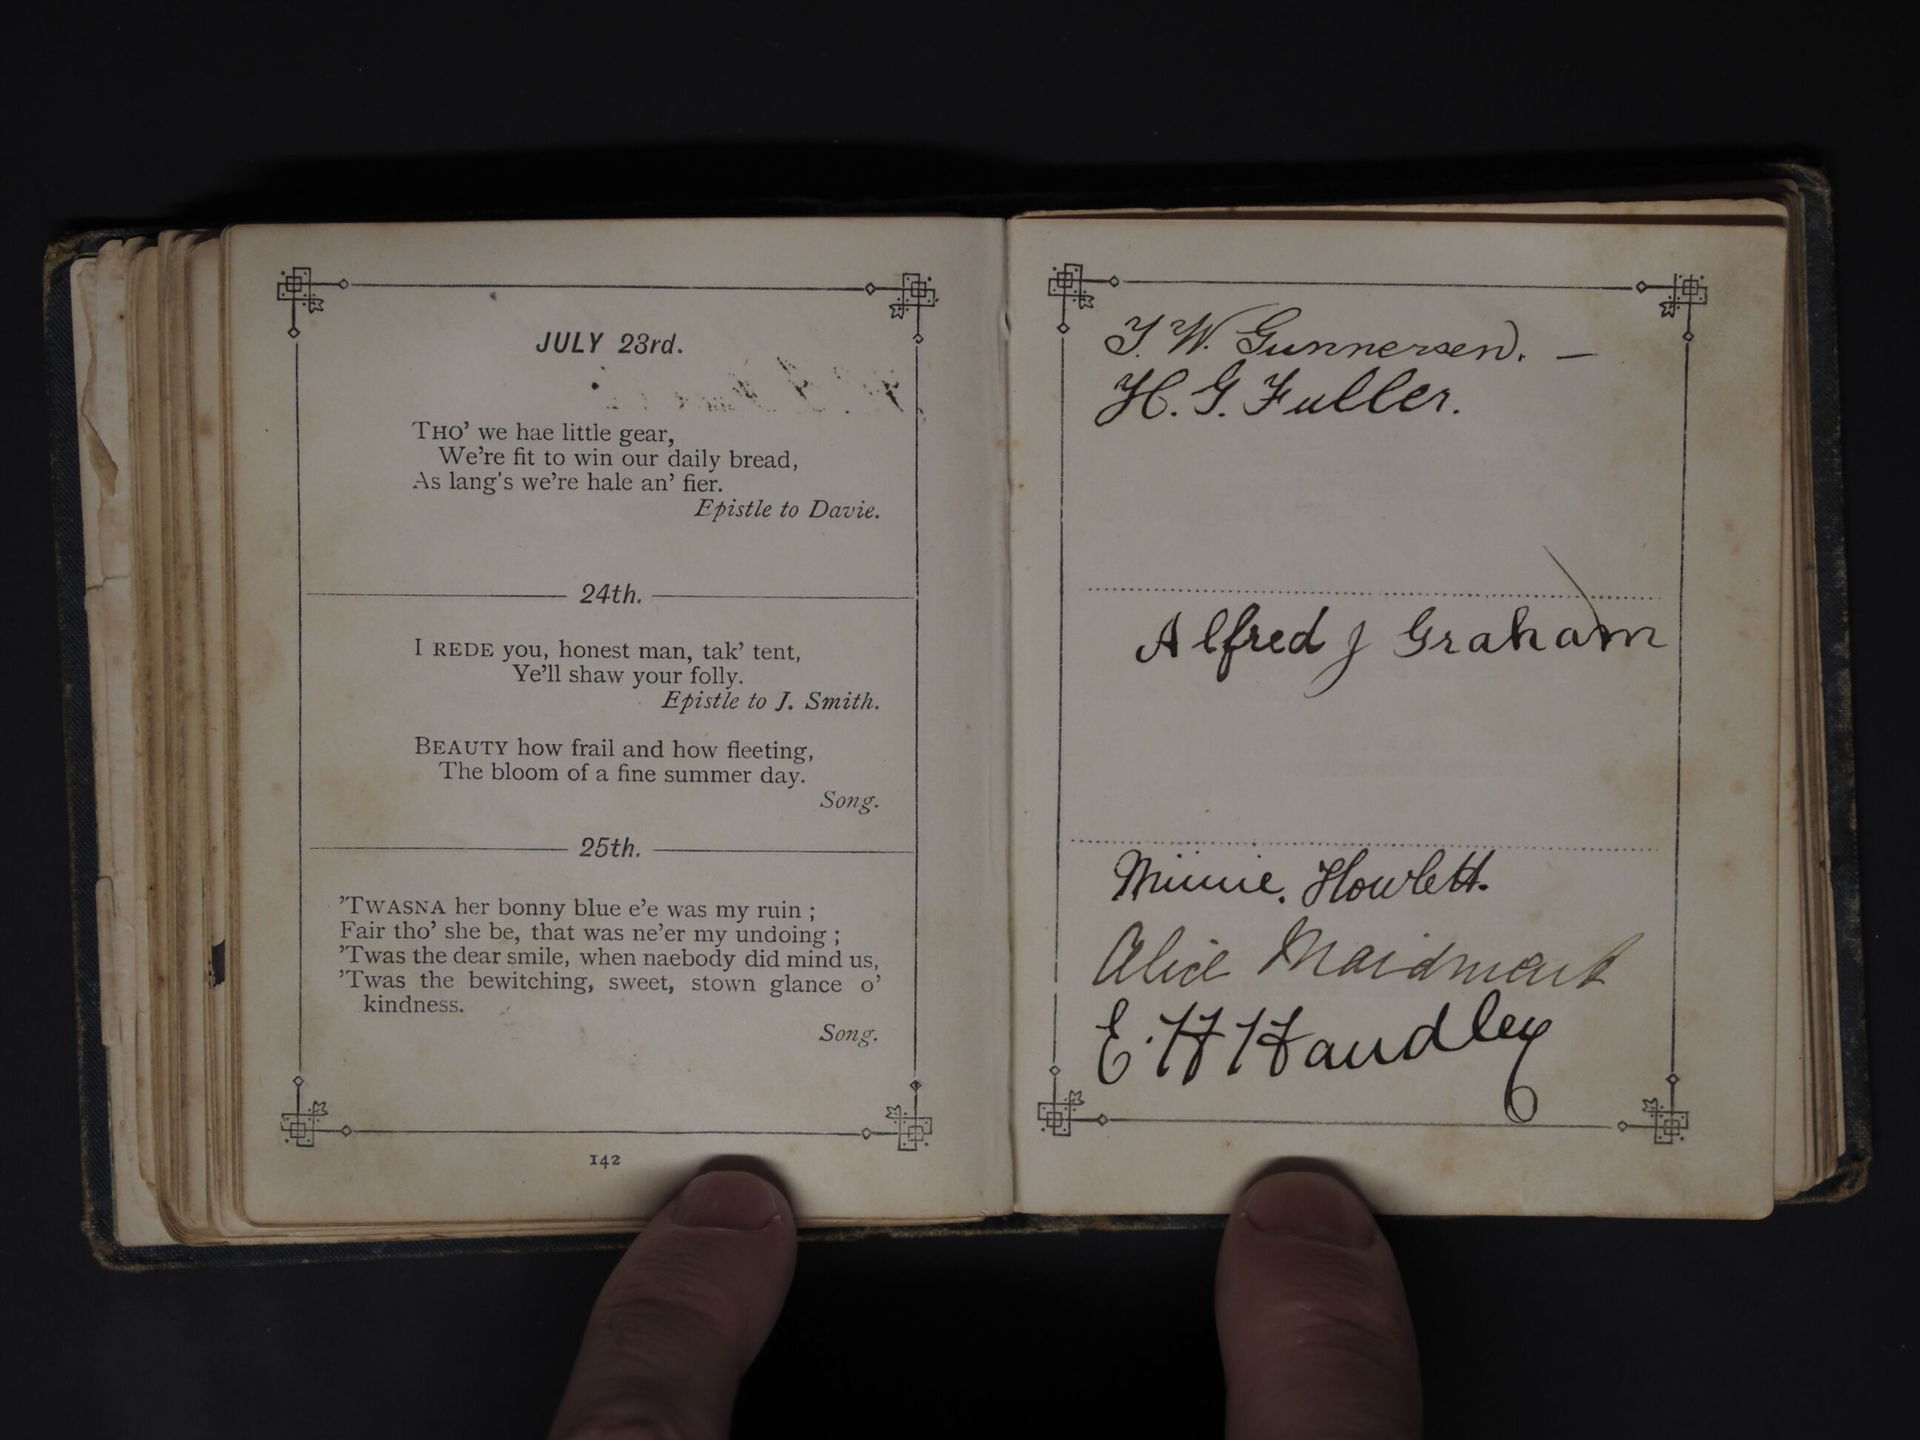 JULY 23rd.
THO' we hae little gear,
We're fit to win our daily bread,
As lang's we're hale an' fier.
Epistle to Davie.
24th.
I REDE you, honest man, tak' tent,
Ye'll shaw your folly.
Epistle to J. Smith.
BEAUTY how frail and how fleeting,
The bloom of a fine summer day.
Song.
25th.
'TWASNA her bonny blue e'e was my ruin ;
Fair tho' she be, that was ne'er my undoing ;
'Twas the dear smile, when naebody did mind us,
'Twas the bewitching, sweet, stown glance o'
kindness.
Song.
142
W. Gunnersen. –
H. G. Fuller.
Alfred J Graham
Minnie. Howlett.
Alice Maidment
E. H Handley